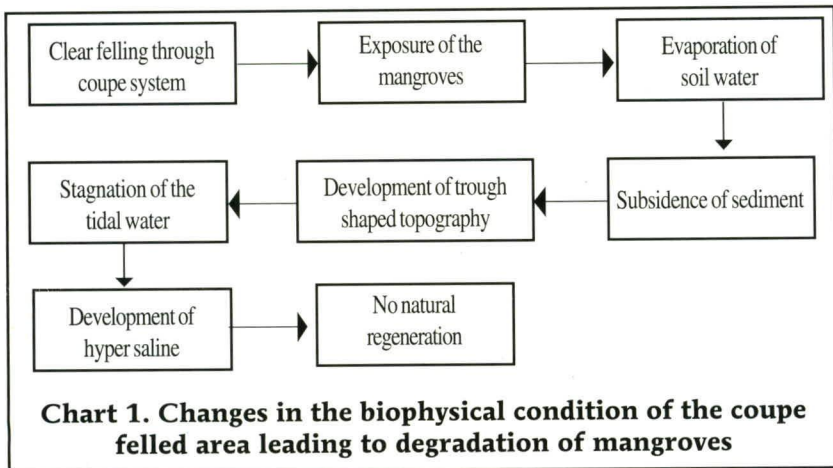 Clear felling through
coupe system
Exposure of the
mangroves
Evaporation of
soil water
Subsidence of sediment
Development of trough
shaped topography
Stagnation of the
tidal water
Development of
hyper saline
No natural
regeneration
Chart 1. Changes in the biophysical condition of the coupe
felled area leading to degradation of mangroves